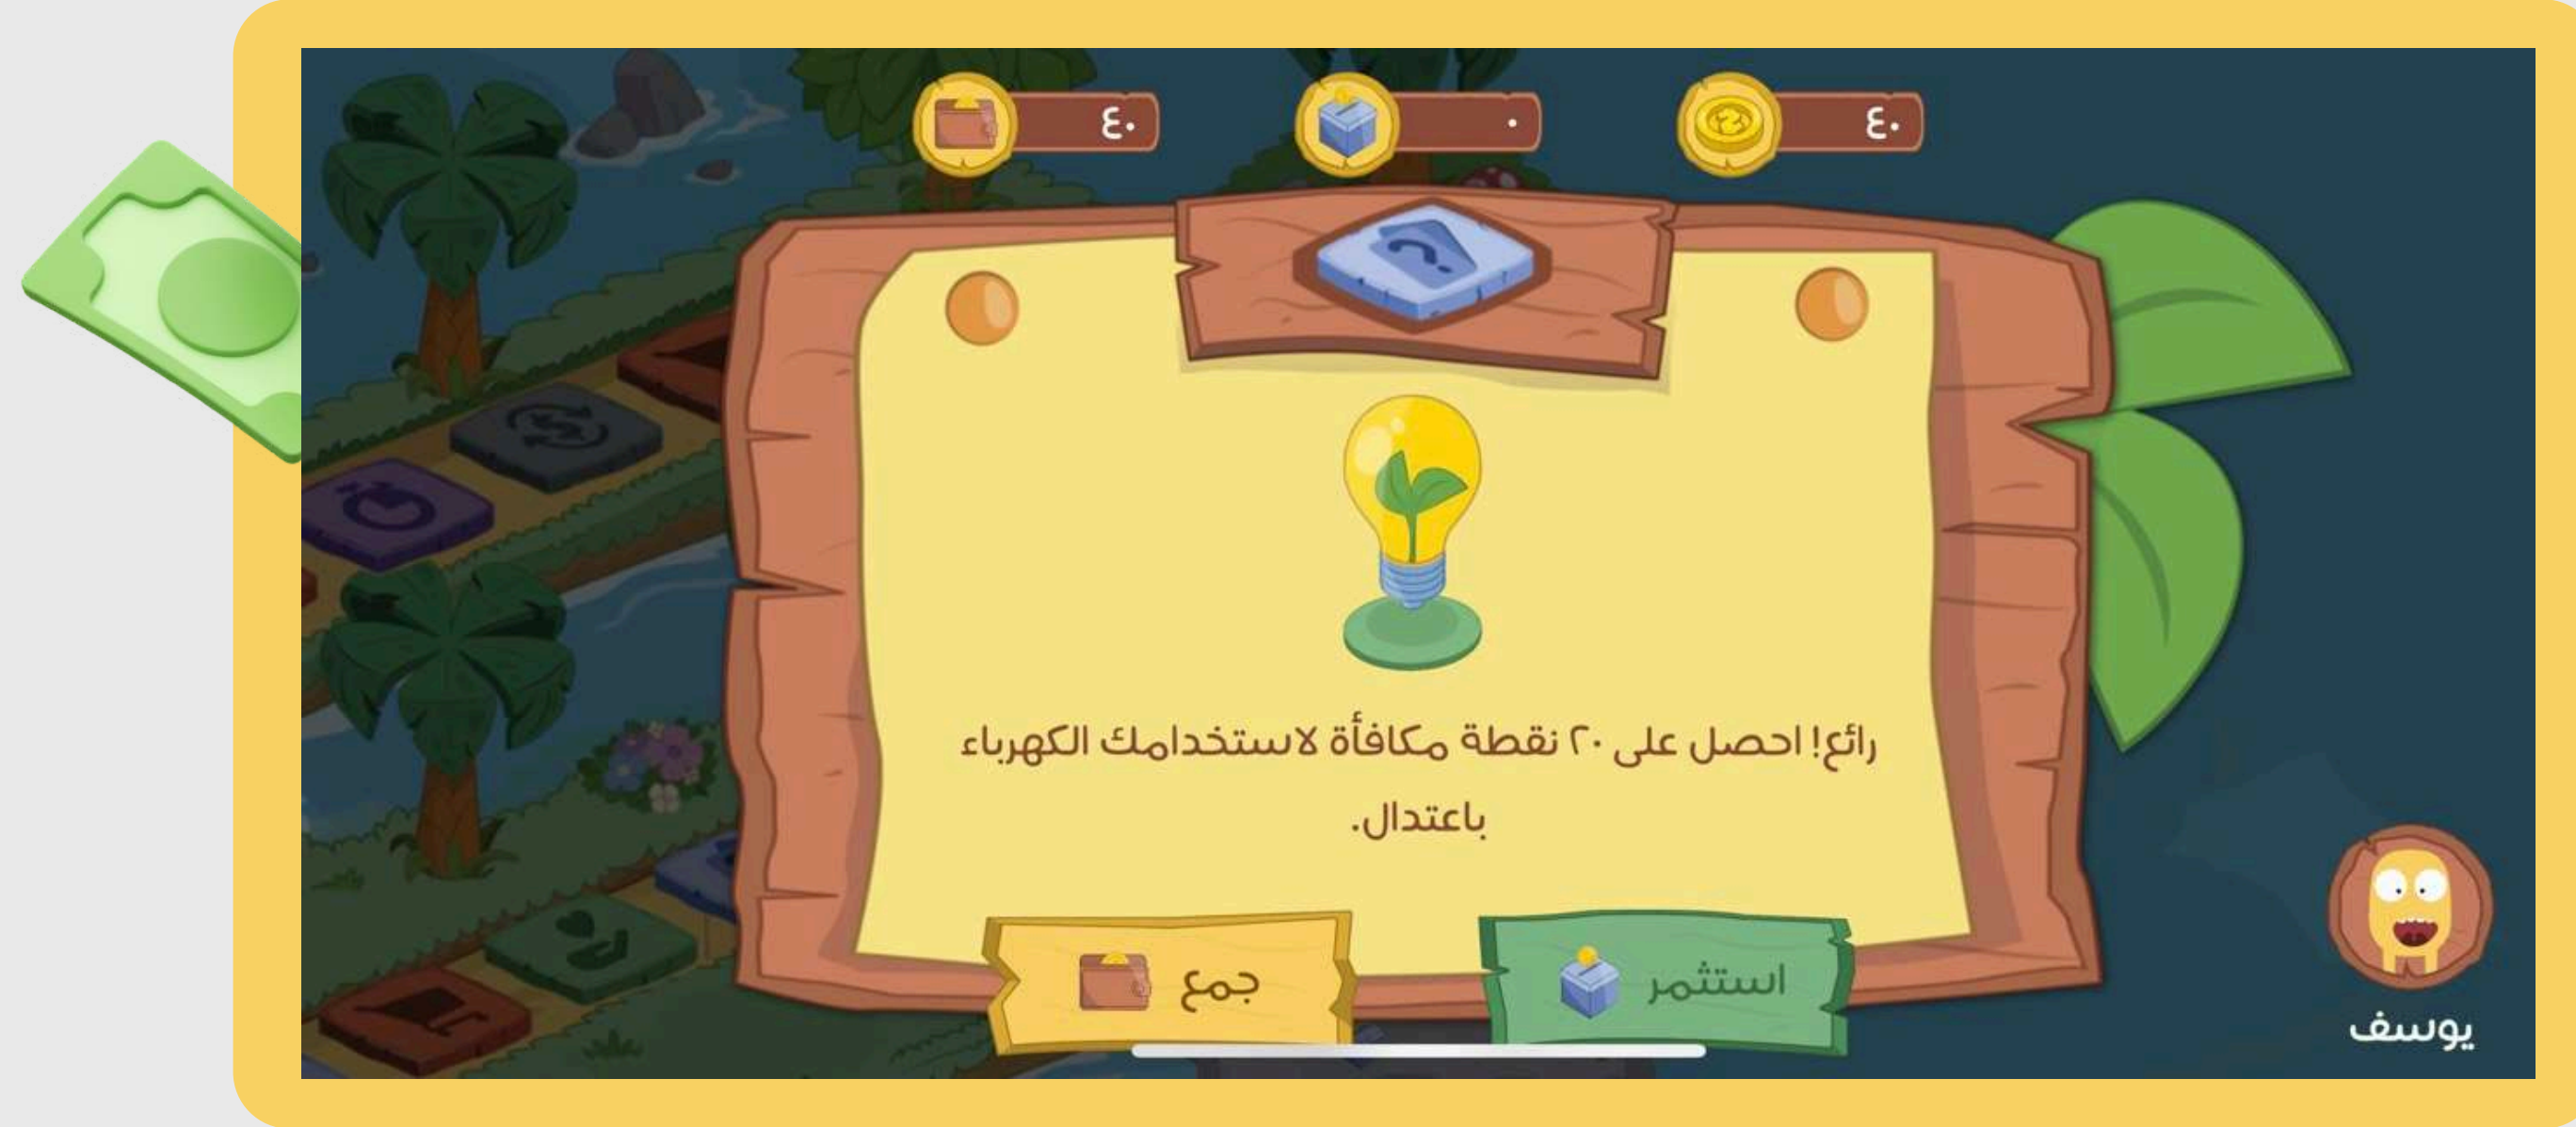 ٤٠
٠
٤٠
رائع! احصل على ٢٠ نقطة مكافأة لاستخدامك الكهرباء
باعتدال.
استثمر
جمع
يوسف